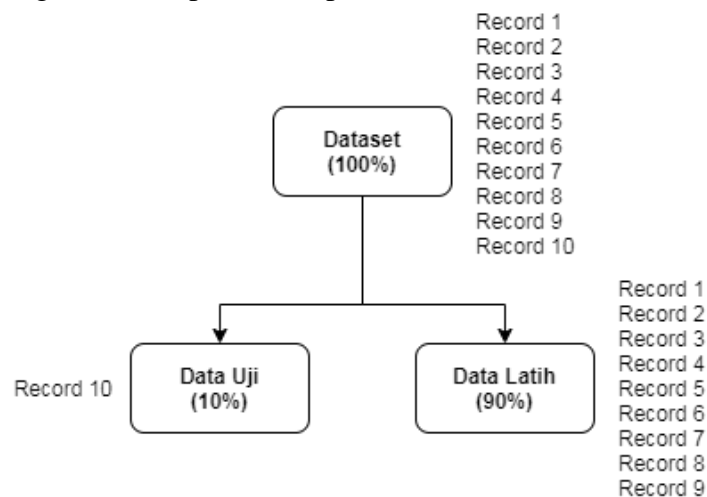 Record 1
Record 2
Record 3
Record 4
Record 5
Record 6
Record 7
Record 8
Record 9
Record 10
Dataset
(100%)
Record 10
Data Uji
(10%)
Data Latih
(90%)
Record 1
Record 2
Record 3
Record 4
Record 5
Record 6
Record 7
Record 8
Record 9